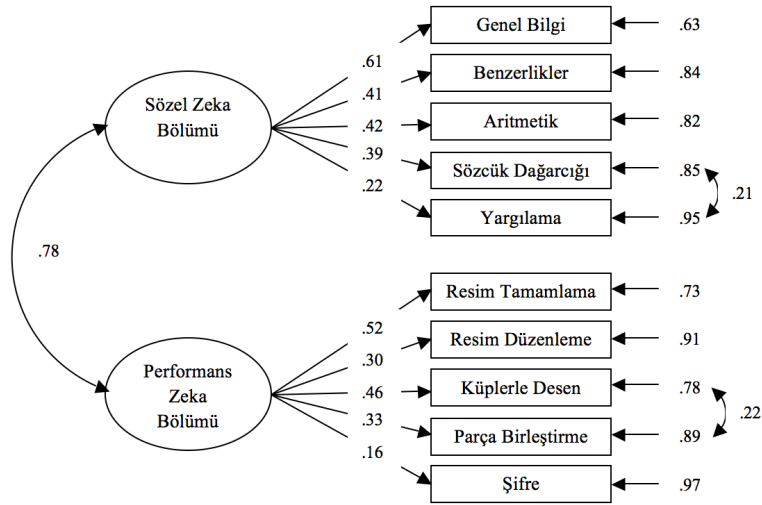 Genel Bilgi
.63
.61
Benzerlikler
.84
Sözel Zeka
Bölümü
.41
Aritmetik
.82
.42
.39
Sözcük Dağarcığı
.85
.22
.21
Yargılama
.95
.78
Resim Tamamlama
.73
.52
Resim Düzenleme
.91
.30
Performans
Zeka
Bölümü
.46
Küplerle Desen
.78
.33
.22
Parça Birleştirme
.89
.16
Şifre
.97